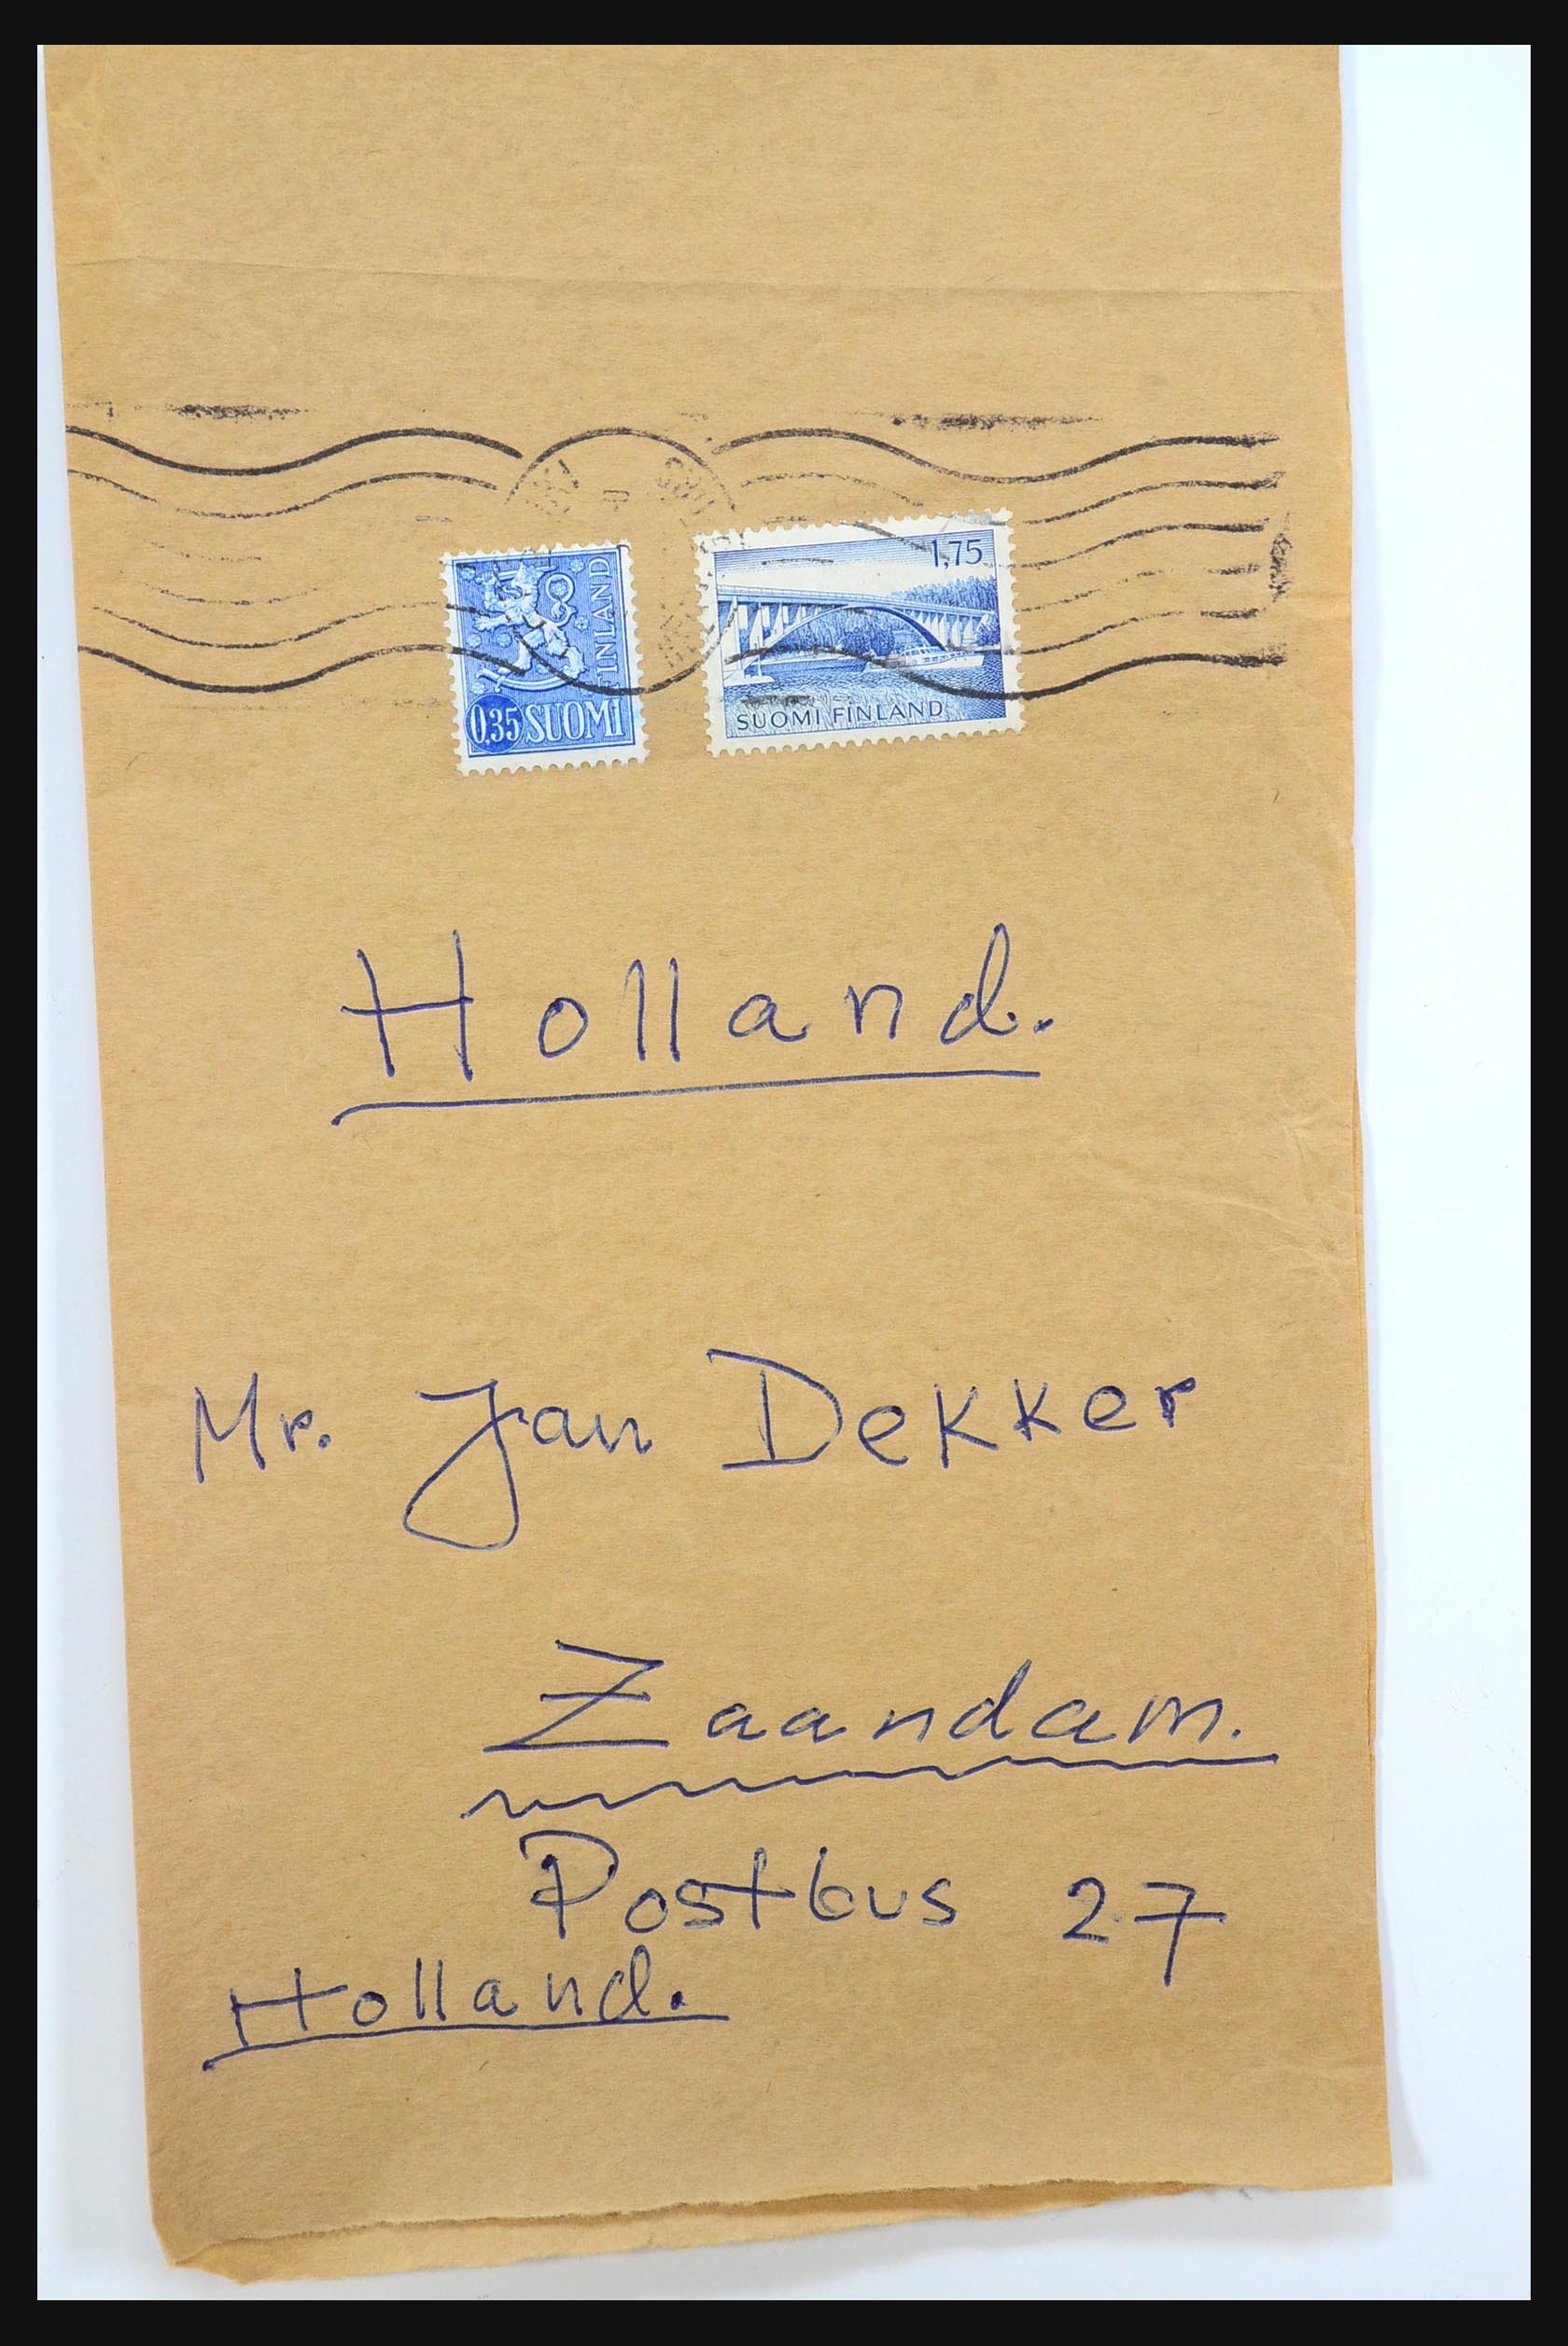 FINLAND
0,35 SUOMI
1,75
SUOMI FINLAND
Holland.
Mr. Jan Dekker
Zaandam.
Postbus 27
Holland.